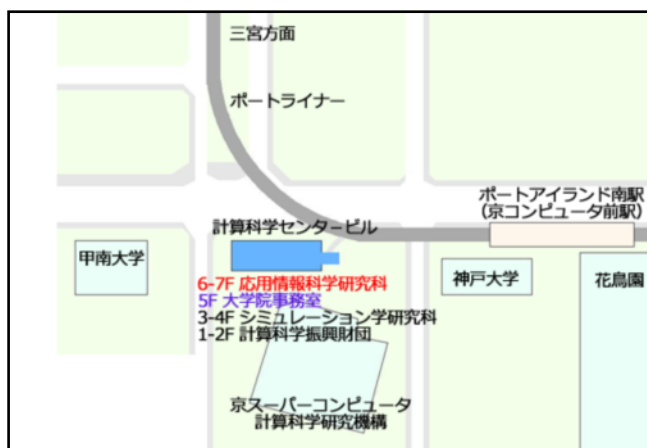 三宮方面
ポートライナー
ポートアイランド南駅
(京コンピュータ前駅)
計算科学センタービル
甲南大学
神戸大学
花鳥園
6-7F 応用情報科学研究科
5F 大学院事務室
3-4F シミュレーション学研究科
1-2F 計算科学振興財団
京スーパーコンピュータ
計算科学研究機構